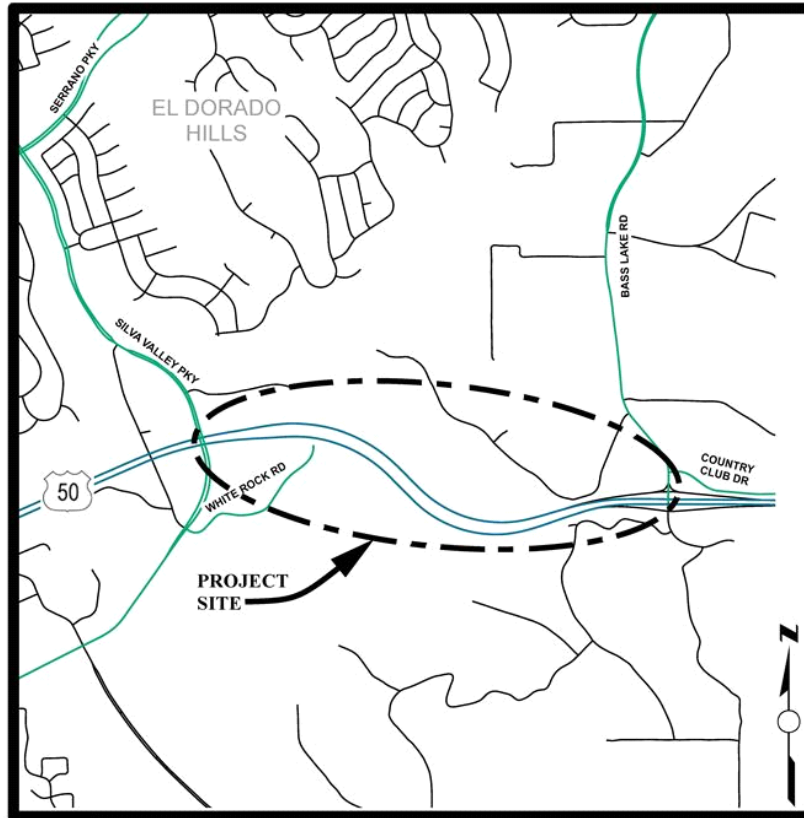 SERRANO PKY
EL DORADO
HILLS
BASS LAKE RD
SILVA VALLEY PKY
COUNTRY
CLUB DR
50
WHITE ROCK RD
PROJECT
SITE
N